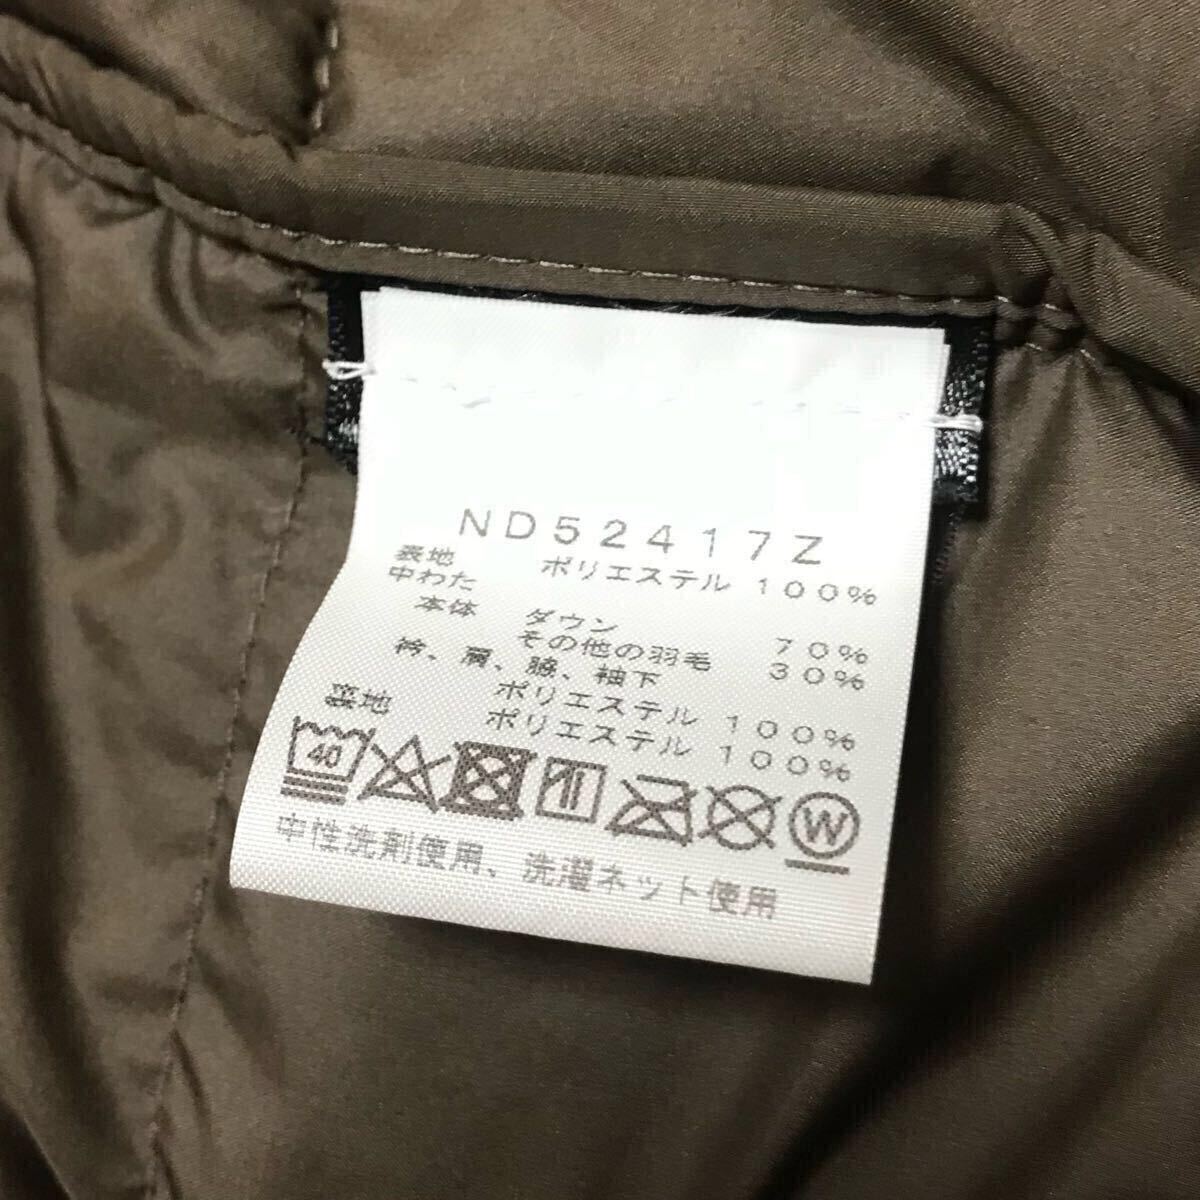 ND52417Z
表地 ポリエステル 100%
中わた
本体 ダウン 70%
その他の羽毛 30%
衿、肩、脇、袖下
ポリエステル 100%
裏地 ポリエステル 100%
40
W
中性洗剤使用、洗濯ネット使用